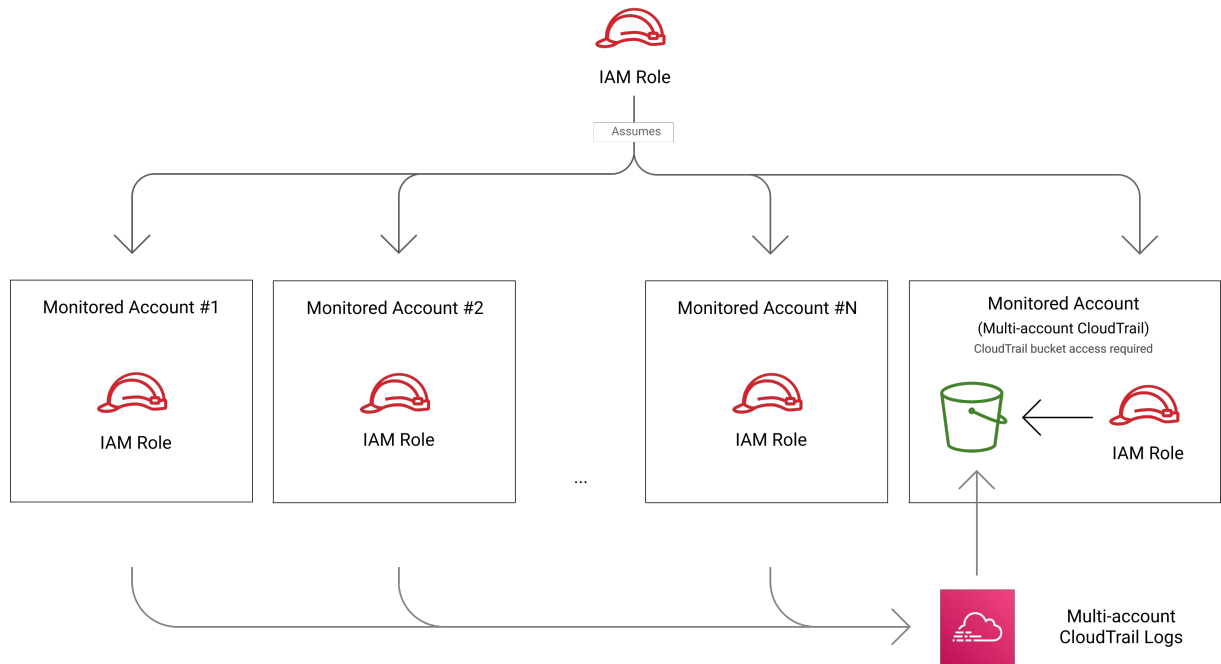 IAM Role
Assumes
Monitored Account #1
IAM Role
Monitored Account #2
IAM Role
...
Monitored Account #N
IAM Role
Monitored Account
(Multi-account CloudTrail)
CloudTrail bucket access required
IAM Role
Multi-account
CloudTrail Logs